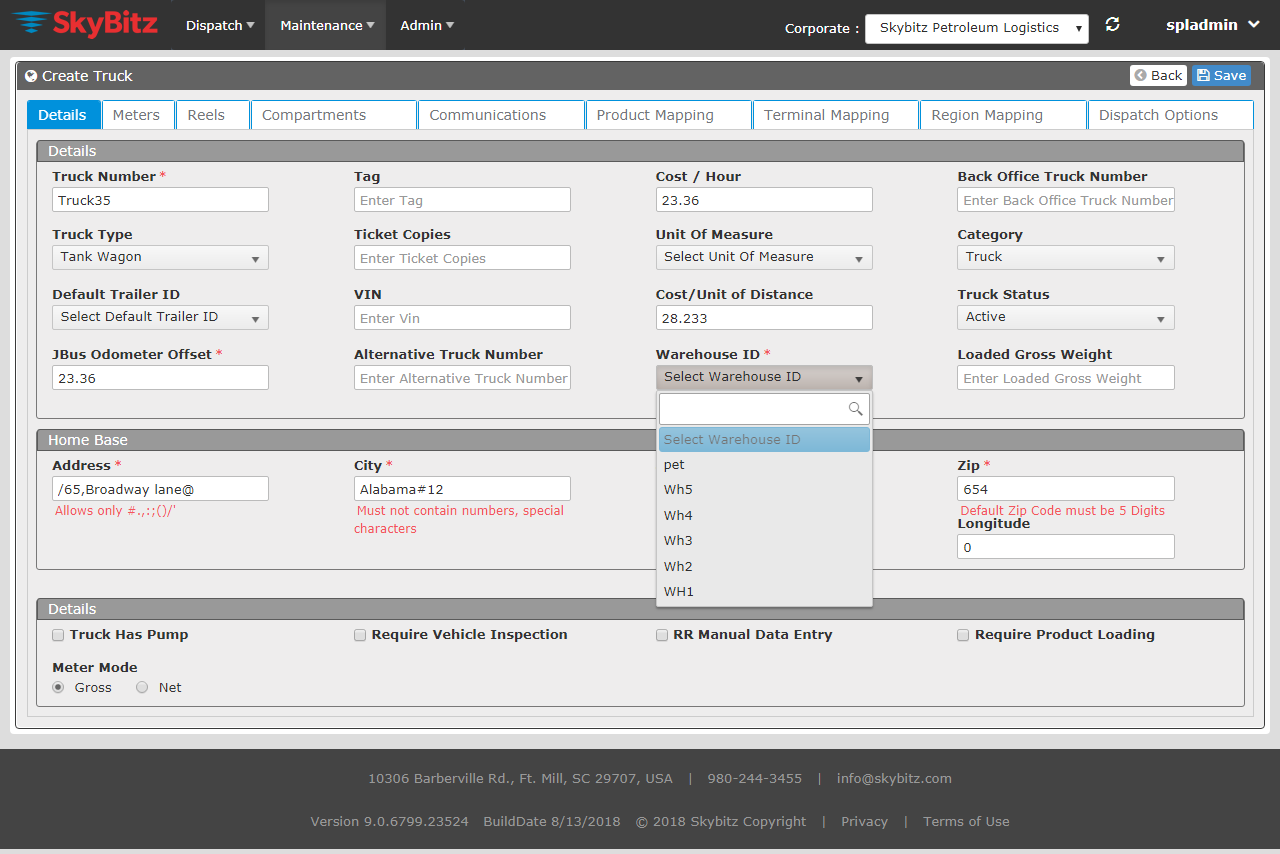 SkyBitz Dispatch Maintenance Admin Corporate : Skybitz Petroleum Logistics spladmin
Create Truck Back Save
Details Meters Reels Compartments Communications Product Mapping Terminal Mapping Region Mapping Dispatch Options
Details
Truck Number * Tag Cost / Hour Back Office Truck Number
Truck35 Enter Tag 23.36 Enter Back Office Truck Number
Truck Type Ticket Copies Unit Of Measure Category
Tank Wagon Enter Ticket Copies Select Unit Of Measure Truck
Default Trailer ID VIN Cost/Unit of Distance Truck Status
Select Default Trailer ID Enter Vin 28.233 Active
JBus Odometer Offset * Alternative Truck Number Warehouse ID * Loaded Gross Weight
23.36 Enter Alternative Truck Number Select Warehouse ID Enter Loaded Gross Weight
Home Base
Select Warehouse ID
Address * City * pet Zip *
/65,Broadway lane@ Alabama#12 Wh5 654
Allows only #.,:;()/' Must not contain numbers, special Wh4 Default Zip Code must be 5 Digits
characters Longitude
Wh3 0
Wh2
WH1
Details
Truck Has Pump Require Vehicle Inspection RR Manual Data Entry Require Product Loading
Meter Mode
Gross Net
10306 Barberville Rd., Ft. Mill, SC 29707, USA | 980-244-3455 | info@skybitz.com
Version 9.0.6799.23524 BuildDate 8/13/2018 © 2018 Skybitz Copyright | Privacy | Terms of Use